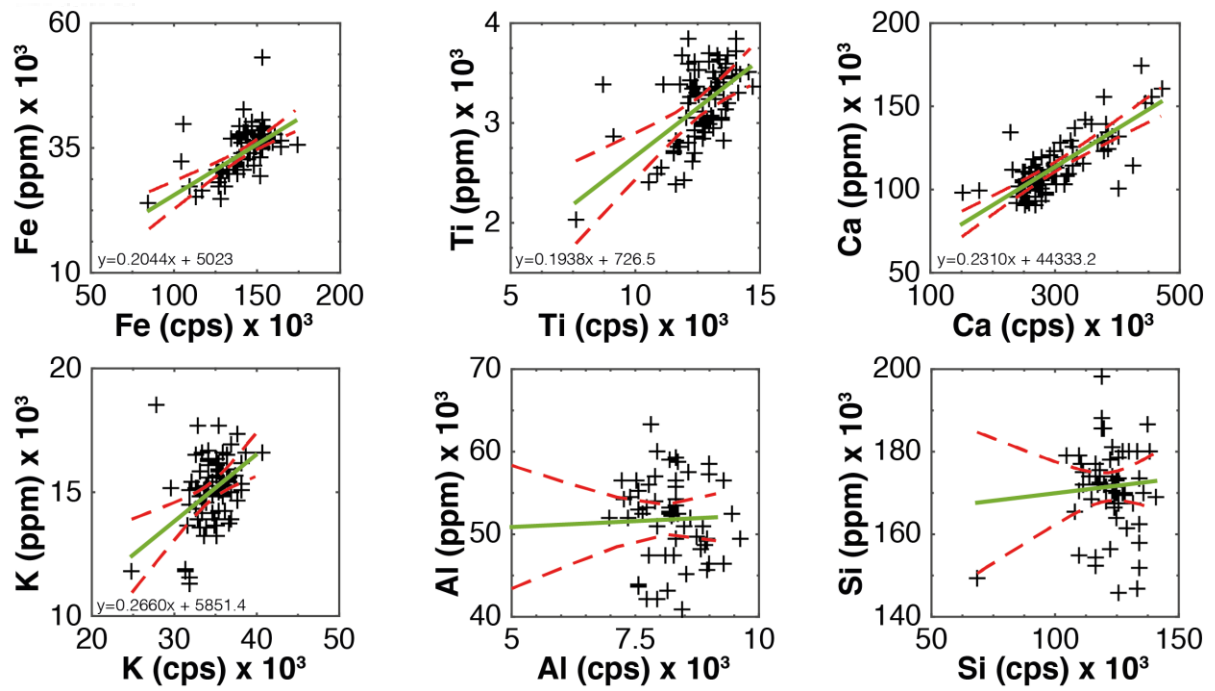 Fe (ppm) x 10³
60
35
10
y=0.2044x + 5023
50 100 150 200
Fe (cps) x 10³
Ti (ppm) x 10³
4
3
2
y=0.1938x + 726.5
5 10 15
Ti (cps) x 10³
Ca (ppm) x 10³
200
150
100
50
y=0.2310x + 44333.2
100 300 500
Ca (cps) x 10³
K (ppm) x 10³
20
15
10
y=0.2660x + 5851.4
20 30 40 50
K (cps) x 10³
Al (ppm) x 10³
70
60
50
40
5 7.5 10
Al (cps) x 10³
Si (ppm) x 10³
200
180
160
140
50 100 150
Si (cps) x 10³